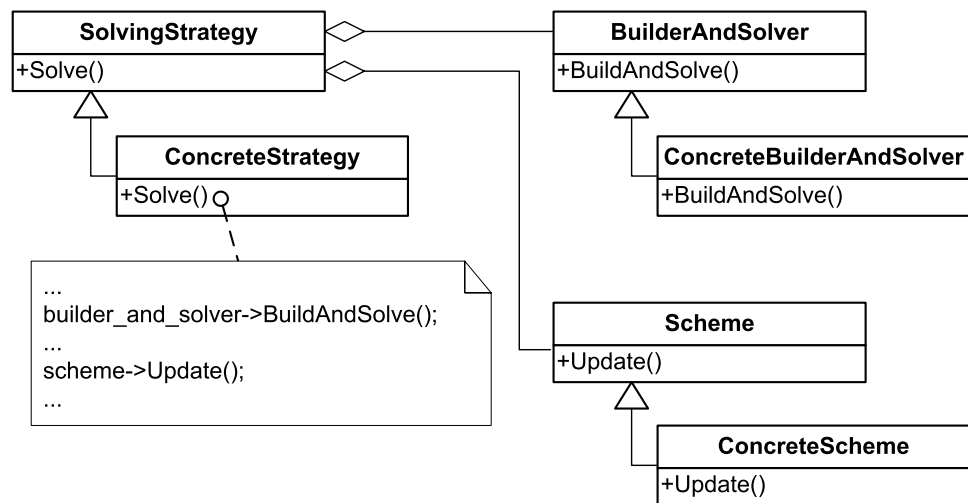 SolvingStrategy
+Solve()
BuilderAndSolver
+BuildAndSolve()
ConcreteStrategy
+Solve()
ConcreteBuilderAndSolver
+BuildAndSolve()
...
builder_and_solver->BuildAndSolve();
...
scheme->Update();
...
Scheme
+Update()
ConcreteScheme
+Update()